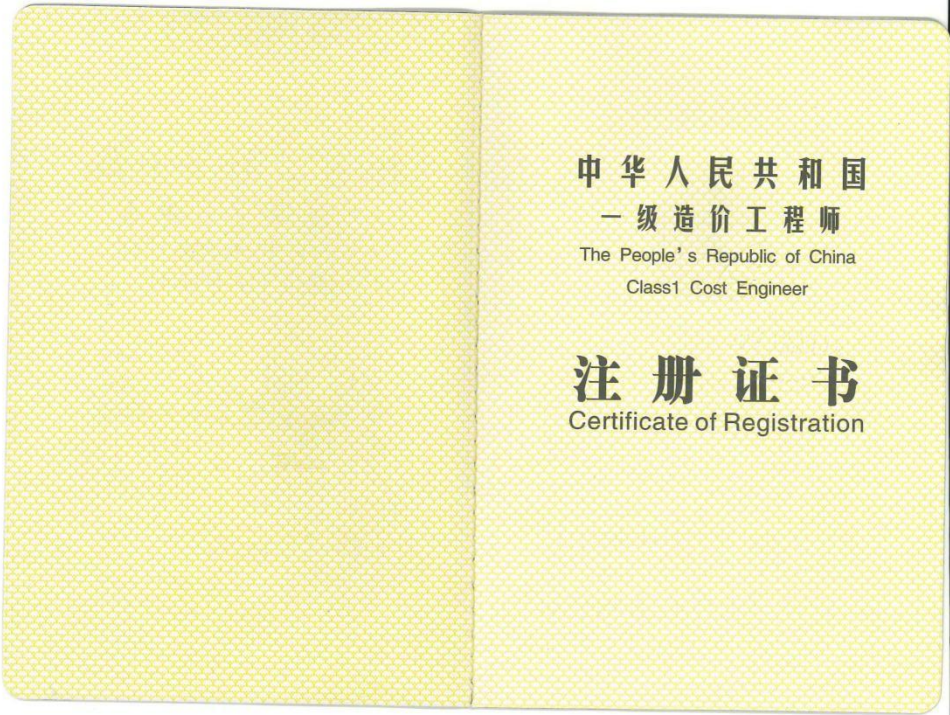 中华人民共和国
一级造价工程师
The People's Republic of China
Class1 Cost Engineer
注册证书
Certificate of Registration